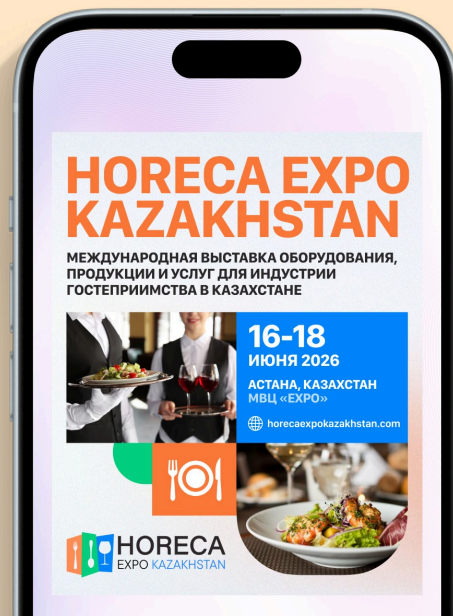 HORECA EXPO
KAZAKHSTAN
МЕЖДУНАРОДНАЯ ВЫСТАВКА ОБОРУДОВАНИЯ,
ПРОДУКЦИИ И УСЛУГ ДЛЯ ИНДУСТРИИ
ГОСТЕПРИИМСТВА В КАЗАХСТАНЕ
16-18
ИЮНЯ 2026
АСТАНА, КАЗАХСТАН
МВЦ «EXPO»
horecaexpokazakhstan.com
HORECA
EXPO KAZAKHSTAN